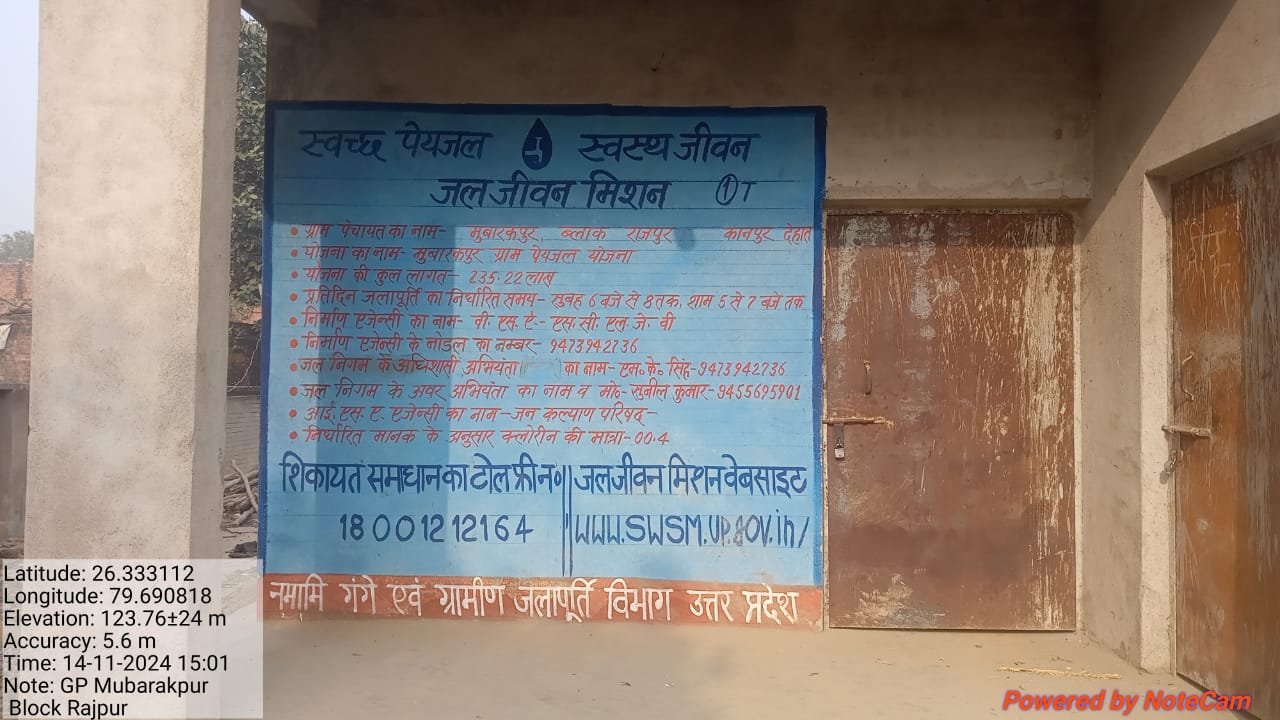 स्वच्छ पेयजल स्वस्थ जीवन
जल जीवन मिशन ①T
• ग्राम पंचायत का नाम- मुबारकपुर, ब्लाक राजपुर कानपुर देहात
• योजना का नाम- मुबारकपुर ग्राम पेयजल योजना
• योजना की कुल लागत- 235.22 लाख
• प्रतिदिन जलापूर्ति का निर्धारित समय- सुबह 6 बजे से 8 तक, शाम 5 से 7 बजे तक
• निर्माण एजेन्सी का नाम- वी. एस. ए.- एस. सी. एल. जे. वी
• निर्माण एजेन्सी के नोडल का नम्बर- 9473942736
• जल निगम के अधिशासी अभियंता का नाम- एम. के. सिंह- 9473942736
• जल निगम के अवर अभियंता का नाम व मो०- सुनील कुमार- 9455695901
• आई. एस. ए एजेन्सी का नाम- जन कल्याण परिषद-
• निर्धारित मानक के अनुसार क्लोरीन की मात्रा- 00.4
शिकायत समाधान का टोल फ्री न० || जल जीवन मिशन वेबसाइट
18001212164 || WWW.SWSM.UP.GOV.in/
नमामि गंगे एवं ग्रामीण जलापूर्ति विभाग उत्तर प्रदेश
Latitude: 26.333112
Longitude: 79.690818
Elevation: 123.76±24 m
Accuracy: 5.6 m
Time: 14-11-2024 15:01
Note: GP Mubarakpur
Block Rajpur
Powered by NoteCam